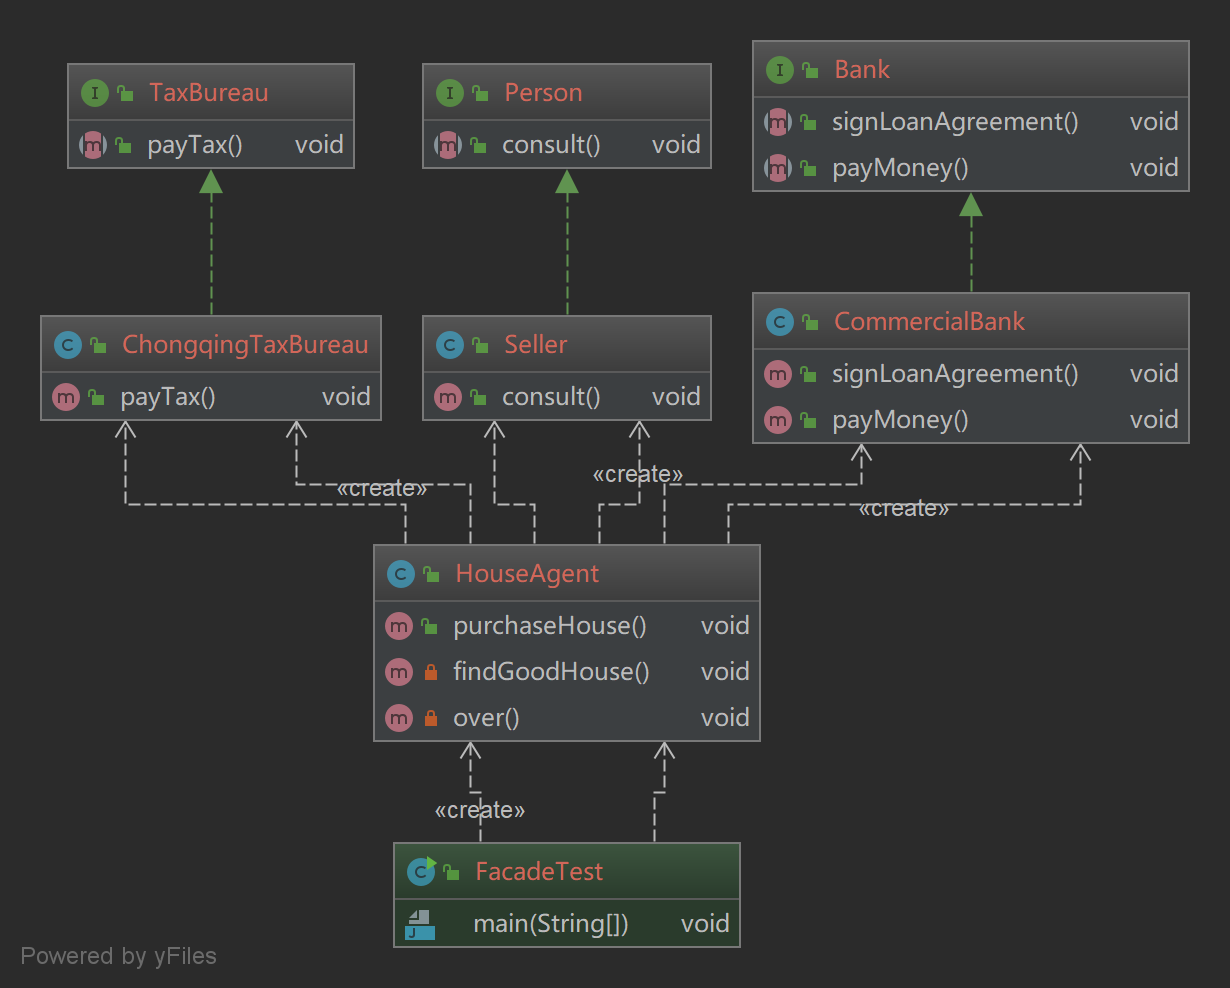 TaxBureau
payTax() void
Person
consult() void
Bank
signLoanAgreement() void
payMoney() void
ChongqingTaxBureau
payTax() void
Seller
consult() void
CommercialBank
signLoanAgreement() void
payMoney() void
«create»
«create»
«create»
HouseAgent
purchaseHouse() void
findGoodHouse() void
over() void
«create»
FacadeTest
main(String[]) void
Powered by yFiles